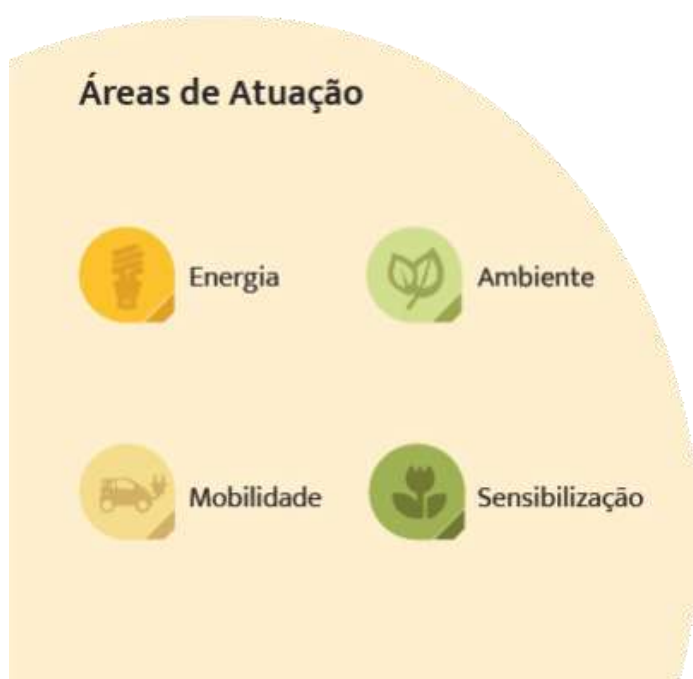 Áreas de Atuação
Energia
Ambiente
Mobilidade
Sensibilização